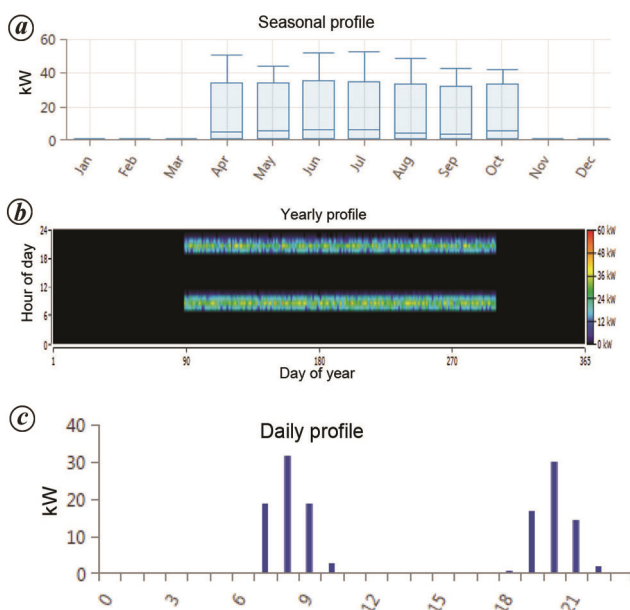 a
Seasonal profile
60
40
20
0
kW
Jan Feb Mar Apr May Jun Jul Aug Sep Oct Nov Dec
b
Yearly profile
24
18
12
6
0
Hour of day
60 kW
48 kW
36 kW
24 kW
12 kW
0 kW
1 90 180 270 365
Day of year
c
Daily profile
40
30
20
10
0
kW
0 3 6 9 12 15 18 21